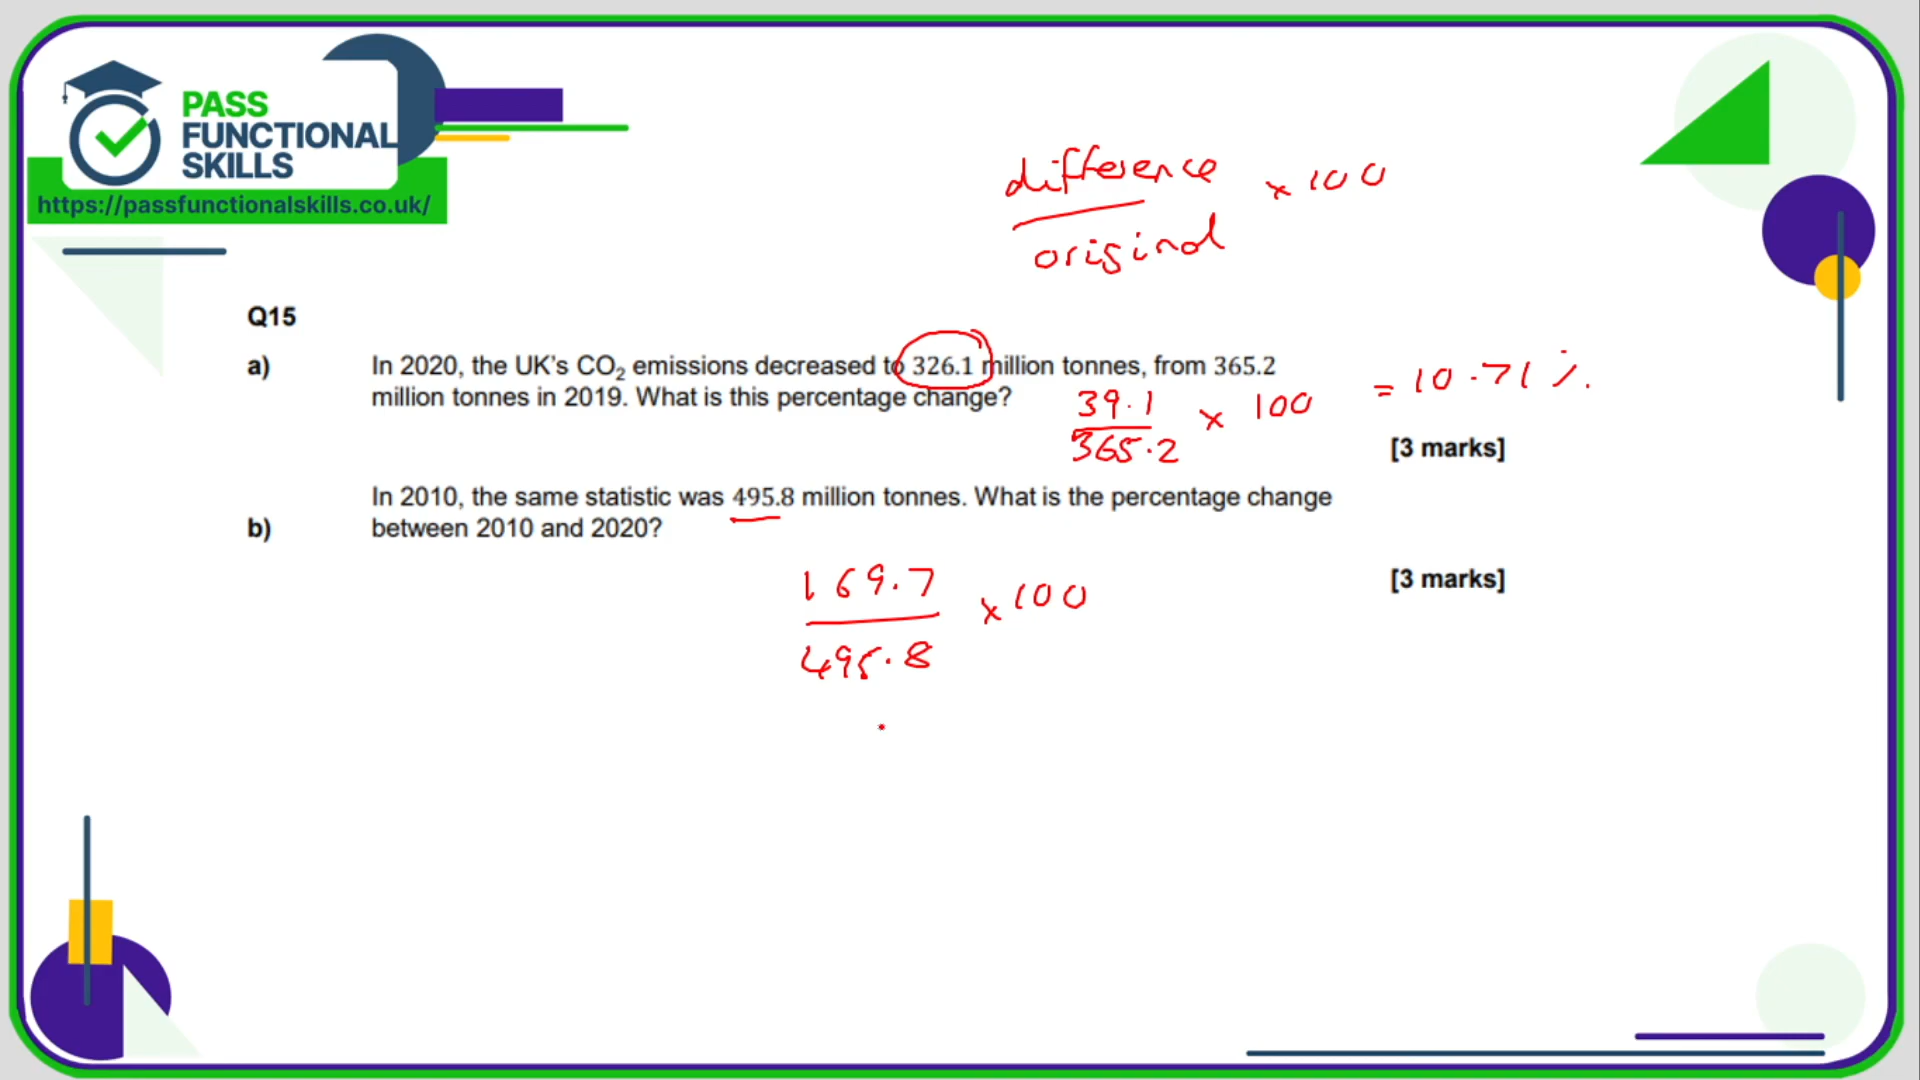 PASS
FUNCTIONAL
SKILLS
https://passfunctionalskills.co.uk/
difference
original
× 100
Q15
a) In 2020, the UK's CO₂ emissions decreased to 326.1 million tonnes, from 365.2
million tonnes in 2019. What is this percentage change?
39.1
365.2
× 100
= 10.71 %.
[3 marks]
In 2010, the same statistic was 495.8 million tonnes. What is the percentage change
b) between 2010 and 2020?
[3 marks]
169.7
495.8
× 100